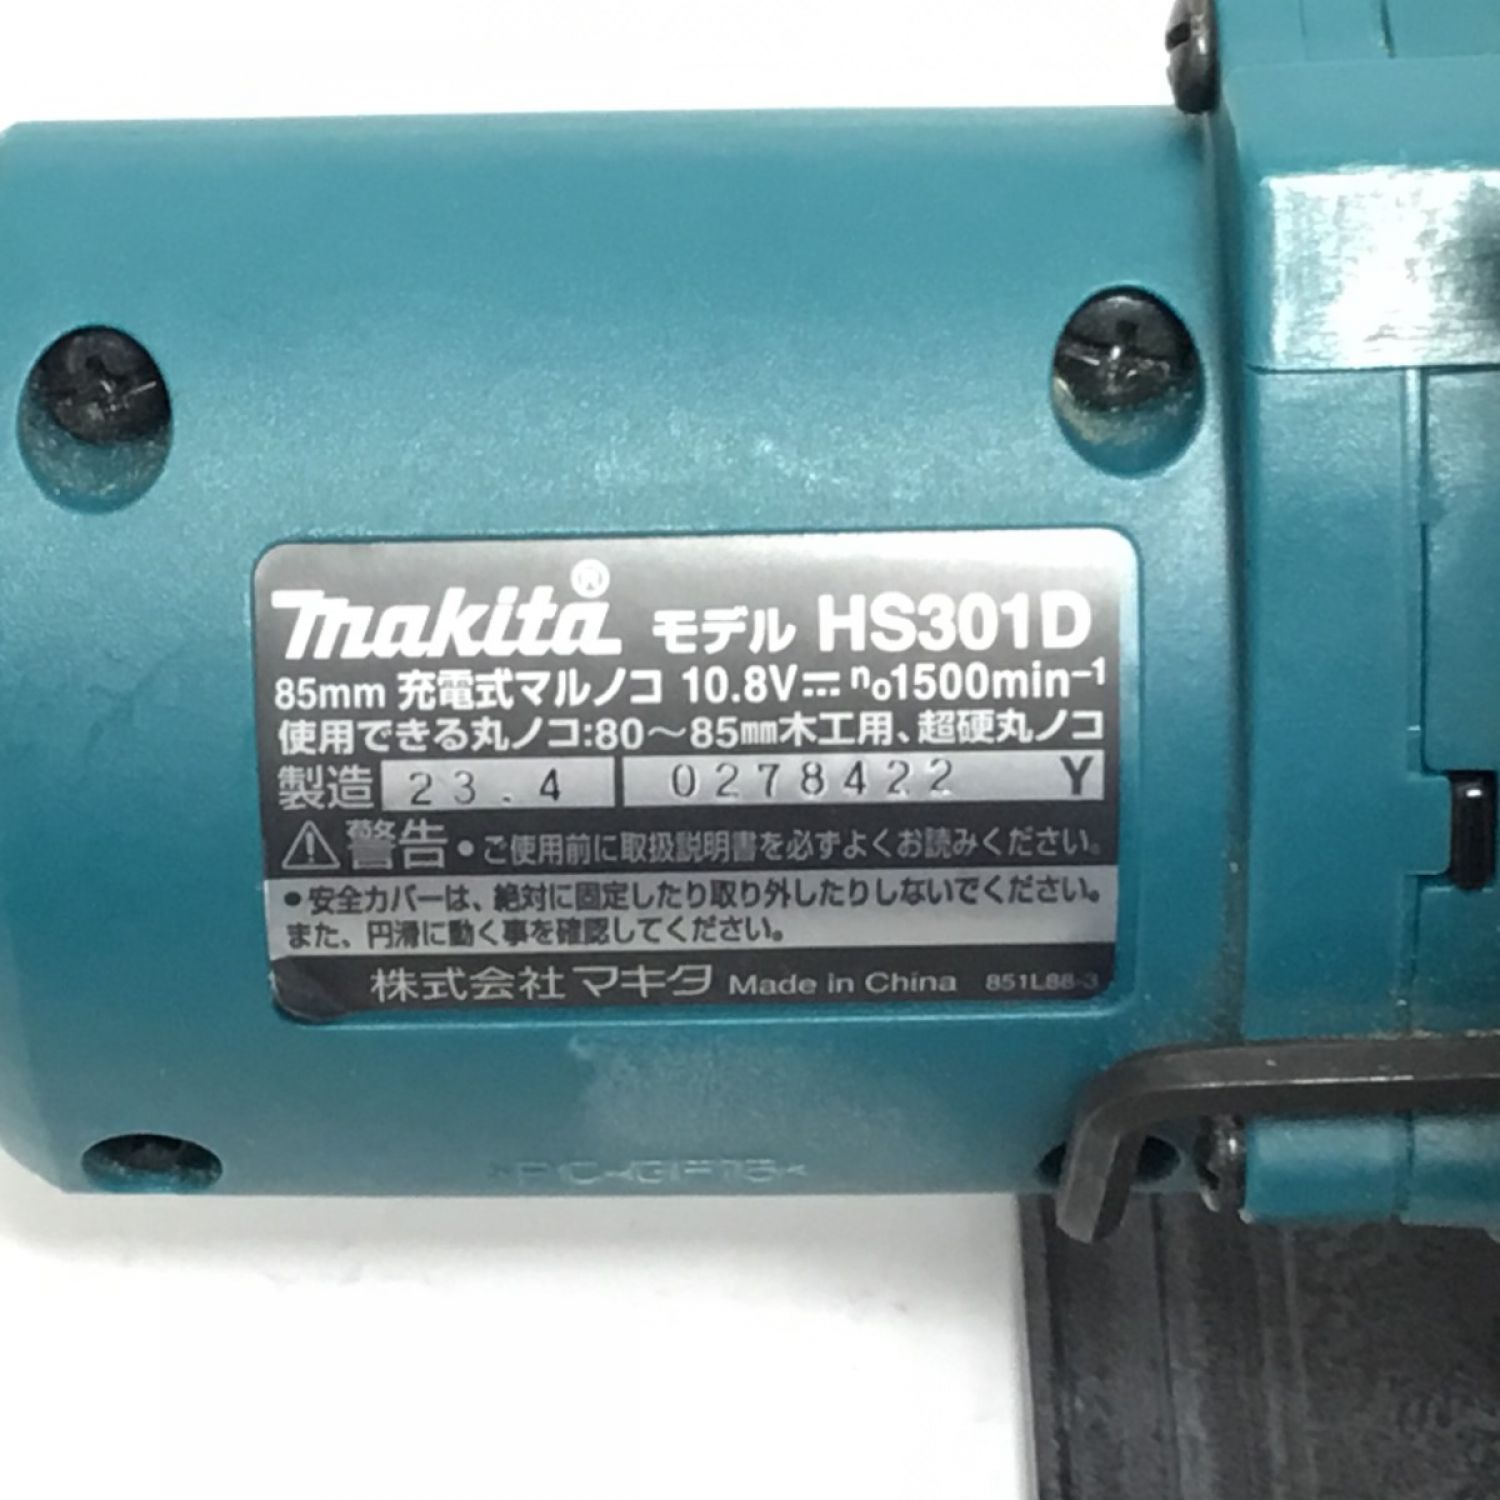 makita® モデル HS301D
85mm 充電式マルノコ 10.8V⎓ n₀1500min⁻¹
使用できる丸ノコ:80～85mm木工用、超硬丸ノコ
製造 23.4 0278422 Y
⚠警告 •ご使用前に取扱説明書を必ずよくお読みください。
•安全カバーは、絶対に固定したり取り外したりしないでください。
また、円滑に動く事を確認してください。
株式会社マキタ Made in China 851L88-3